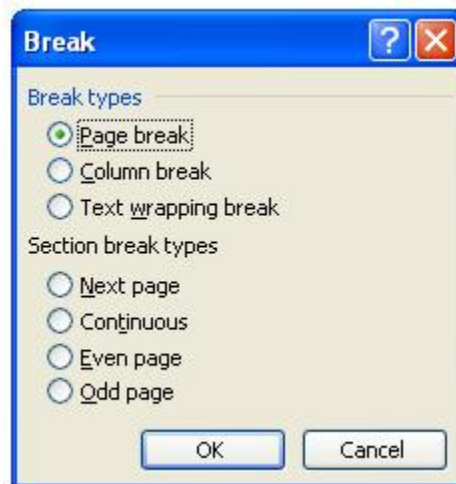 Break
Break types
Page break
Column break
Text wrapping break
Section break types
Next page
Continuous
Even page
Odd page
OK Cancel